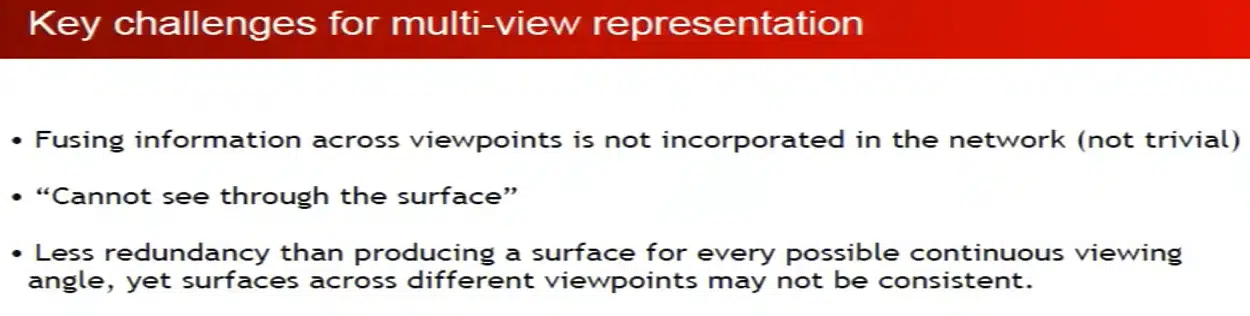 Key challenges for multi-view representation
• Fusing information across viewpoints is not incorporated in the network (not trivial)
• “Cannot see through the surface”
• Less redundancy than producing a surface for every possible continuous viewing
angle, yet surfaces across different viewpoints may not be consistent.